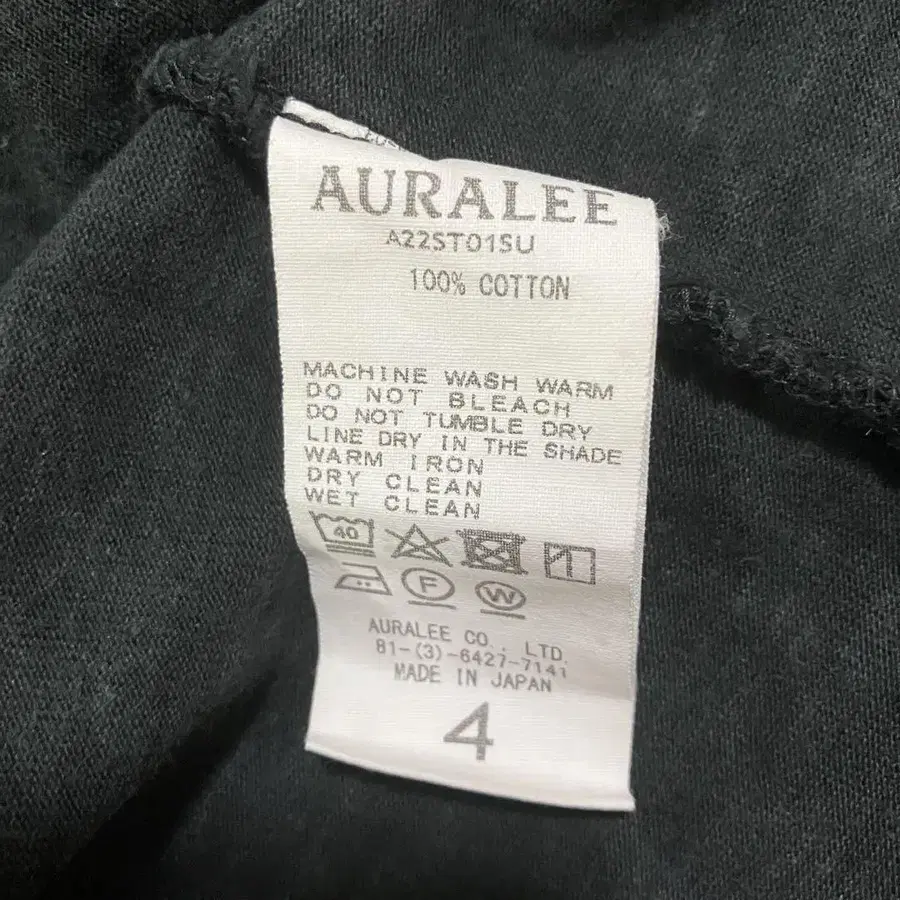 AURALEE
A22ST01SU
100% COTTON
MACHINE WASH WARM
DO NOT BLEACH
DO NOT TUMBLE DRY
LINE DRY IN THE SHADE
WARM IRON
DRY CLEAN
WET CLEAN
40
F W
AURALEE CO., LTD.
81-(3)-6427-7141
MADE IN JAPAN
4